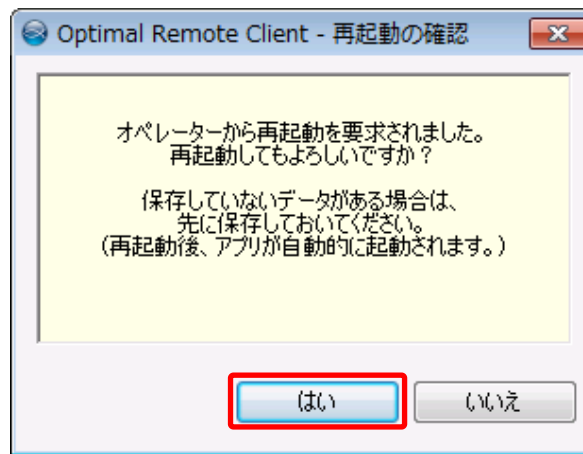 Optimal Remote Client - 再起動の確認
オペレーターから再起動を要求されました。
再起動してもよろしいですか？
保存していないデータがある場合は、
先に保存しておいてください。
（再起動後、アプリが自動的に起動されます。）
はい
いいえ